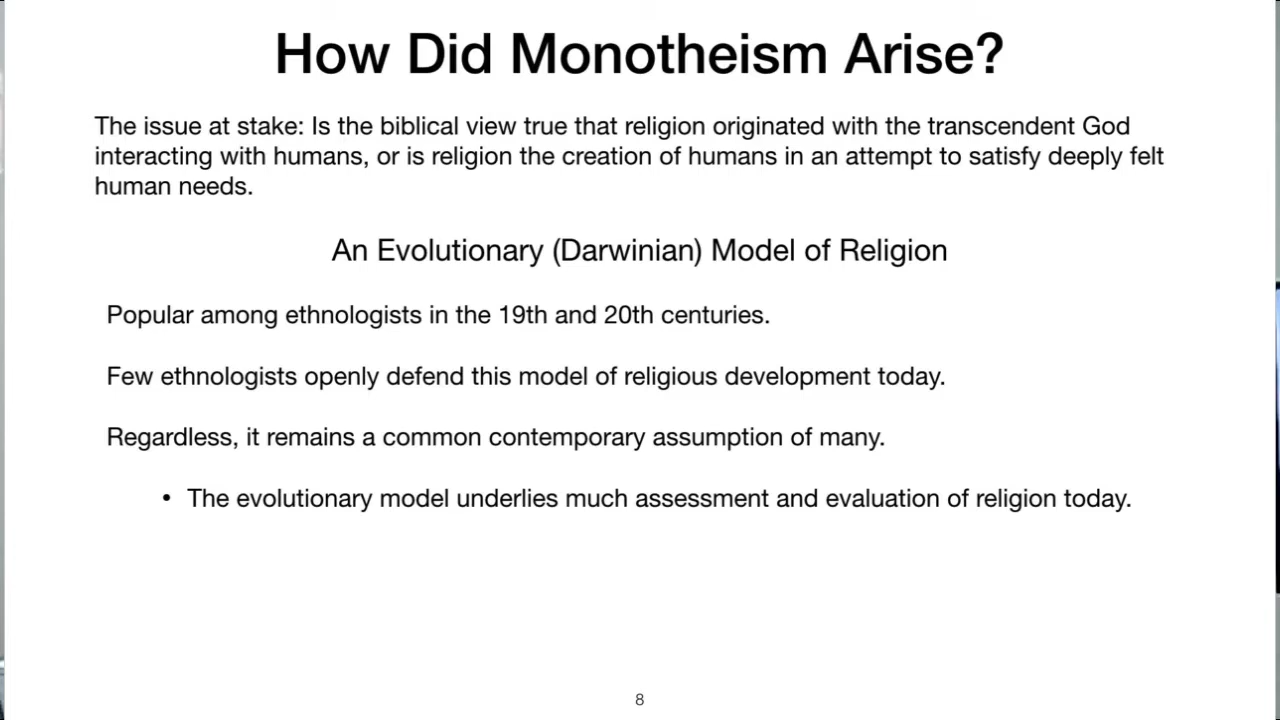 How Did Monotheism Arise?
The issue at stake: Is the biblical view true that religion originated with the transcendent God
interacting with humans, or is religion the creation of humans in an attempt to satisfy deeply felt
human needs.
An Evolutionary (Darwinian) Model of Religion
Popular among ethnologists in the 19th and 20th centuries.
Few ethnologists openly defend this model of religious development today.
Regardless, it remains a common contemporary assumption of many.
• The evolutionary model underlies much assessment and evaluation of religion today.
8